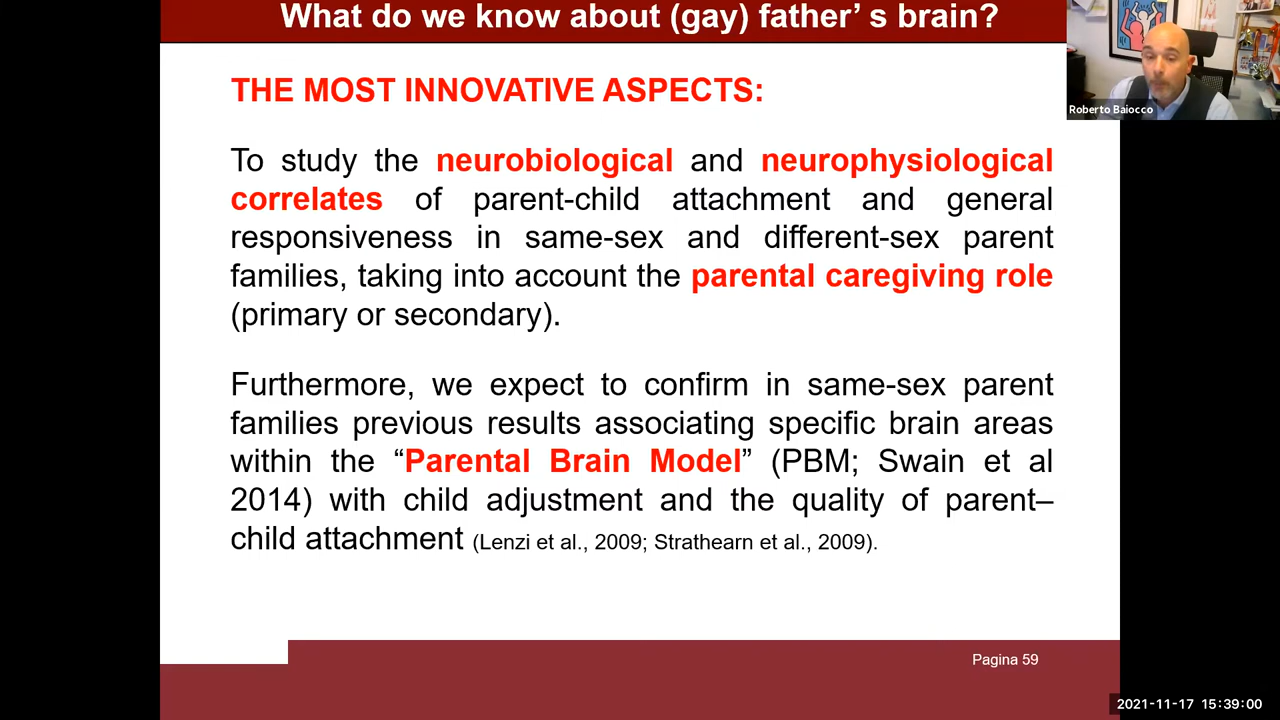 What do we know about (gay) father’ s brain?
THE MOST INNOVATIVE ASPECTS:
To study the neurobiological and neurophysiological
correlates of parent-child attachment and general
responsiveness in same-sex and different-sex parent
families, taking into account the parental caregiving role
(primary or secondary).
Furthermore, we expect to confirm in same-sex parent
families previous results associating specific brain areas
within the “Parental Brain Model” (PBM; Swain et al
2014) with child adjustment and the quality of parent–
child attachment (Lenzi et al., 2009; Strathearn et al., 2009).
Pagina 59
Roberto Baiocco
2021-11-17 15:39:00